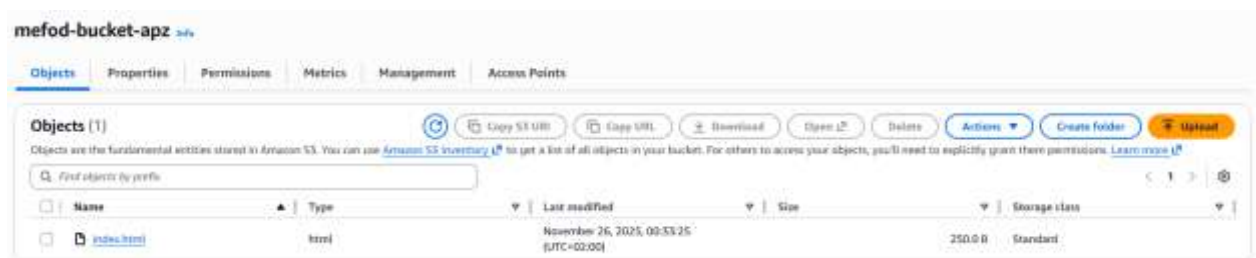 mefod-bucket-apz Info
Objects Properties Permissions Metrics Management Access Points
Objects (1) Copy S3 URI Copy URL Download Open Delete Actions Create folder Upload
Objects are the fundamental entities stored in Amazon S3. You can use Amazon S3 inventory to get a list of all objects in your bucket. For others to access your objects, you'll need to explicitly grant them permissions. Learn more
Find objects by prefix 1
Name Type Last modified Size Storage class
index.html html November 26, 2025, 00:33:25 (UTC+02:00) 250.0 B Standard